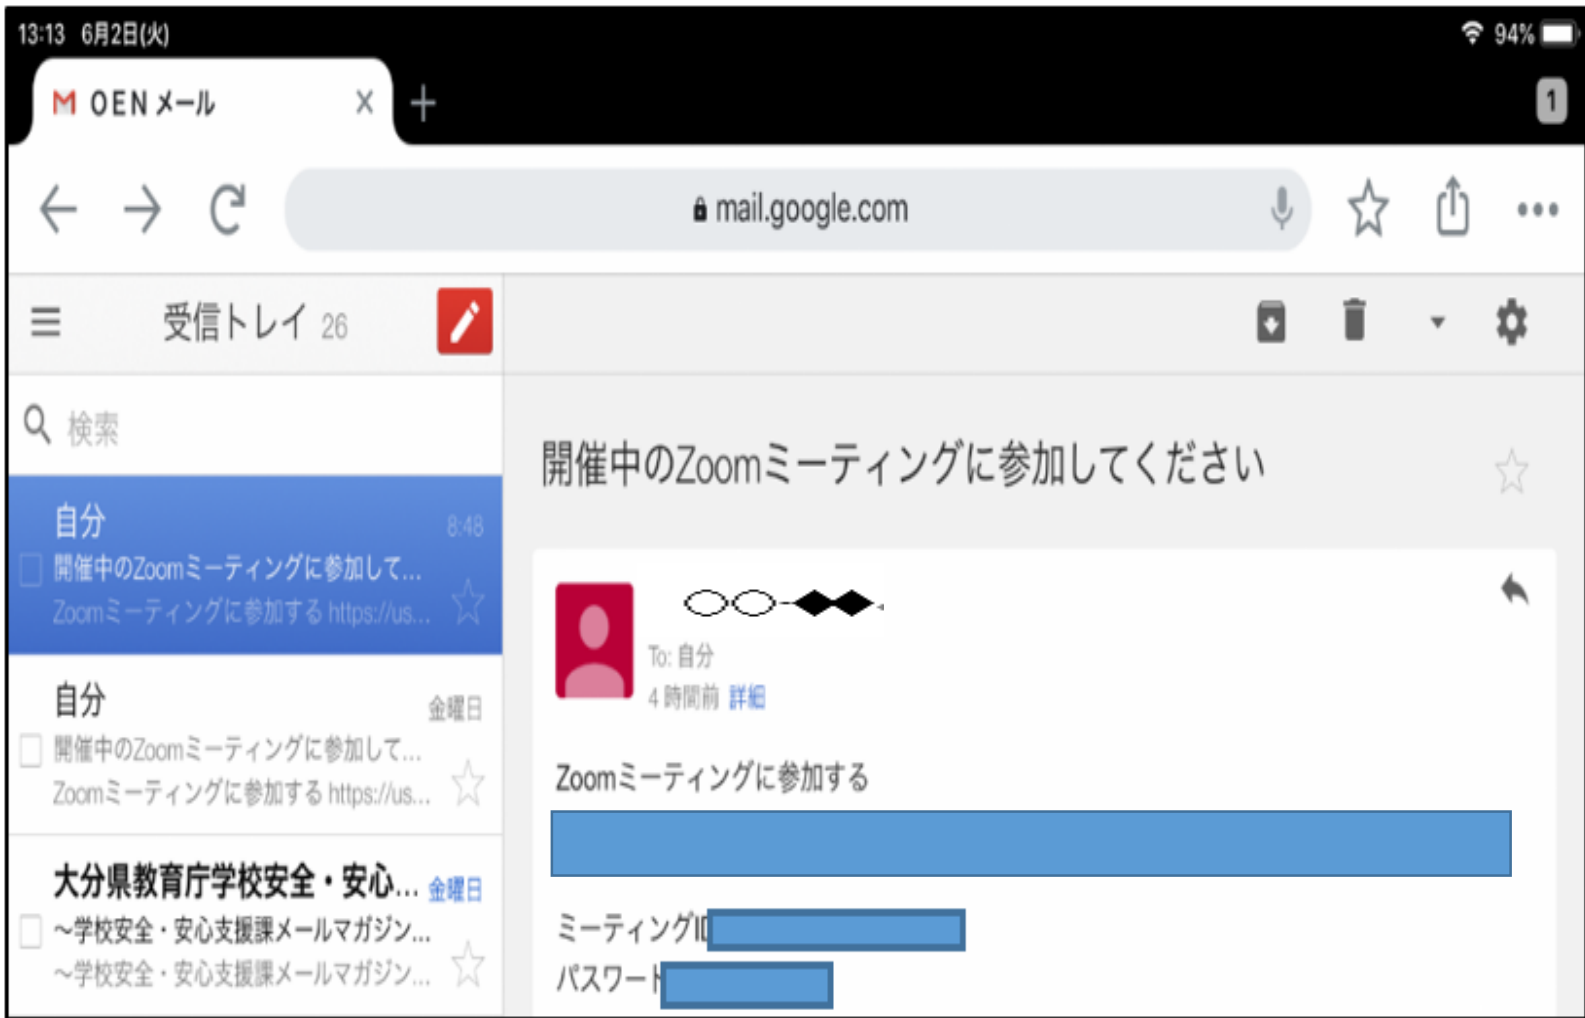 13:13 6月2日(火)
94%
OEN メール
1
mail.google.com
受信トレイ 26
検索
自分 8:48
開催中のZoomミーティングに参加して...
Zoomミーティングに参加する https://us...
自分 金曜日
開催中のZoomミーティングに参加して...
Zoomミーティングに参加する https://us...
大分県教育庁学校安全・安心... 金曜日
～学校安全・安心支援課メールマガジン...
～学校安全・安心支援課メールマガジン...
開催中のZoomミーティングに参加してください
To: 自分
4 時間前 詳細
Zoomミーティングに参加する
ミーティングID
パスワード